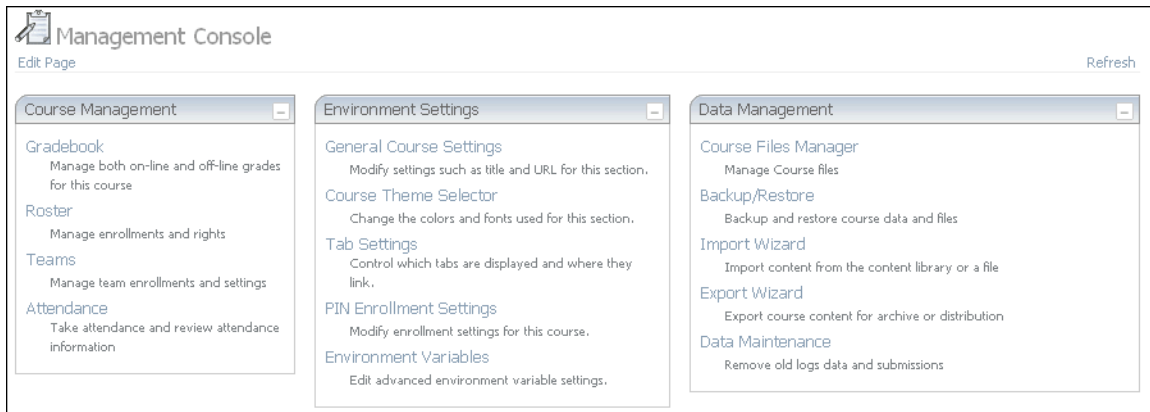 Management Console
Edit Page
Refresh
Course Management
Gradebook
Manage both on-line and off-line grades
for this course
Roster
Manage enrollments and rights
Teams
Manage team enrollments and settings
Attendance
Take attendance and review attendance
information
Environment Settings
General Course Settings
Modify settings such as title and URL for this section.
Course Theme Selector
Change the colors and fonts used for this section.
Tab Settings
Control which tabs are displayed and where they
link.
PIN Enrollment Settings
Modify enrollment settings for this course.
Environment Variables
Edit advanced environment variable settings.
Data Management
Course Files Manager
Manage Course files
Backup/Restore
Backup and restore course data and files
Import Wizard
Import content from the content library or a file
Export Wizard
Export course content for archive or distribution
Data Maintenance
Remove old logs data and submissions